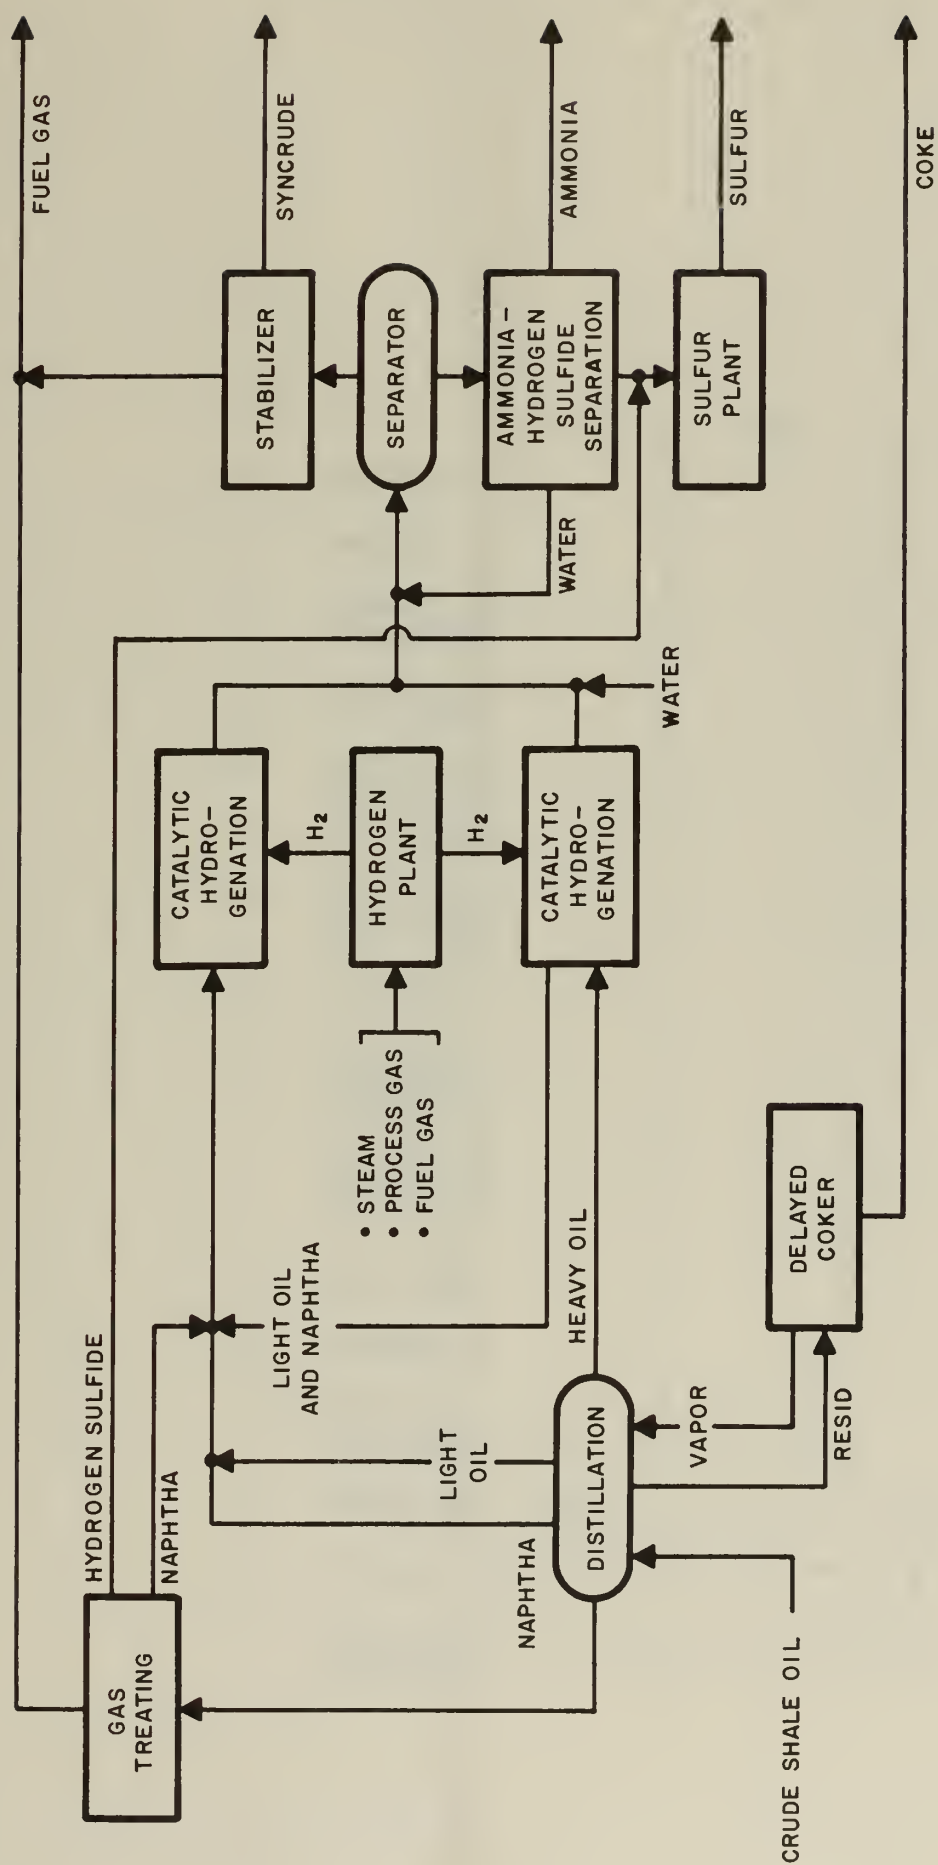 FUEL GAS
SYNCRUDE
AMMONIA
SULFUR
COKE
STABILIZER
SEPARATOR
AMMONIA –
HYDROGEN
SULFIDE
SEPARATION
SULFUR
PLANT
WATER
WATER
CATALYTIC
HYDRO–
GENATION
H2
HYDROGEN
PLANT
H2
CATALYTIC
HYDRO–
GENATION
• STEAM
• PROCESS GAS
• FUEL GAS
HYDROGEN SULFIDE
NAPHTHA
LIGHT OIL
AND NAPHTHA
HEAVY OIL
DELAYED
COKER
LIGHT
OIL
VAPOR
RESID
GAS
TREATING
NAPHTHA
DISTILLATION
CRUDE SHALE OIL